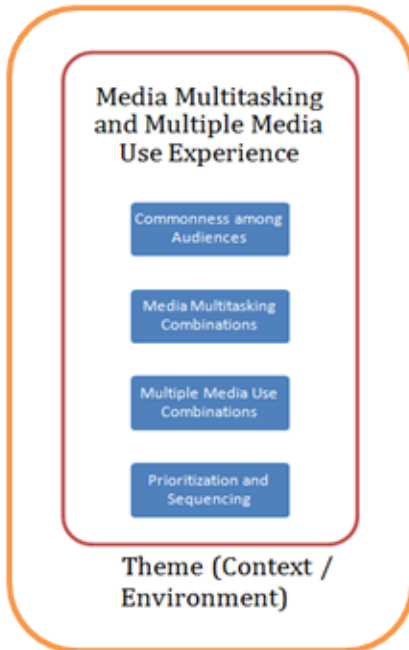 Media Multitasking
and Multiple Media
Use Experience
Commonness among
Audiences
Media Multitasking
Combinations
Multiple Media Use
Combinations
Prioritization and
Sequencing
Theme (Context /
Environment)